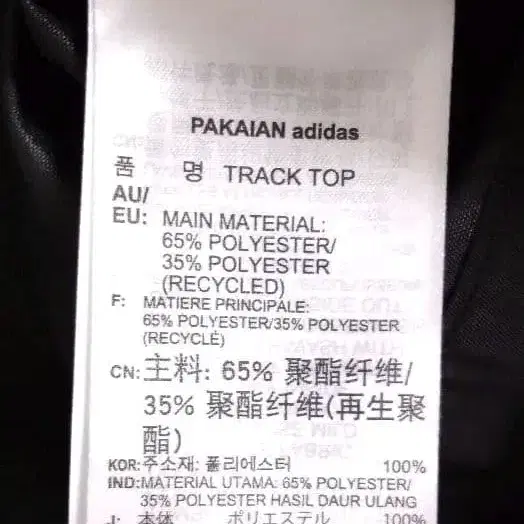 PAKAIAN adidas
품 명 TRACK TOP
AU/
EU: MAIN MATERIAL:
65% POLYESTER/
35% POLYESTER
(RECYCLED)
F: MATIERE PRINCIPALE:
65% POLYESTER/35% POLYESTER
(RECYCLÉ)
CN: 主料: 65% 聚酯纤维/
35% 聚酯纤维(再生聚
酯)
KOR: 주소재: 폴리에스터 100%
IND: MATERIAL UTAMA: 65% POLYESTER/
35% POLYESTER HASIL DAUR ULANG
J: 本体 ポリエステル 100%